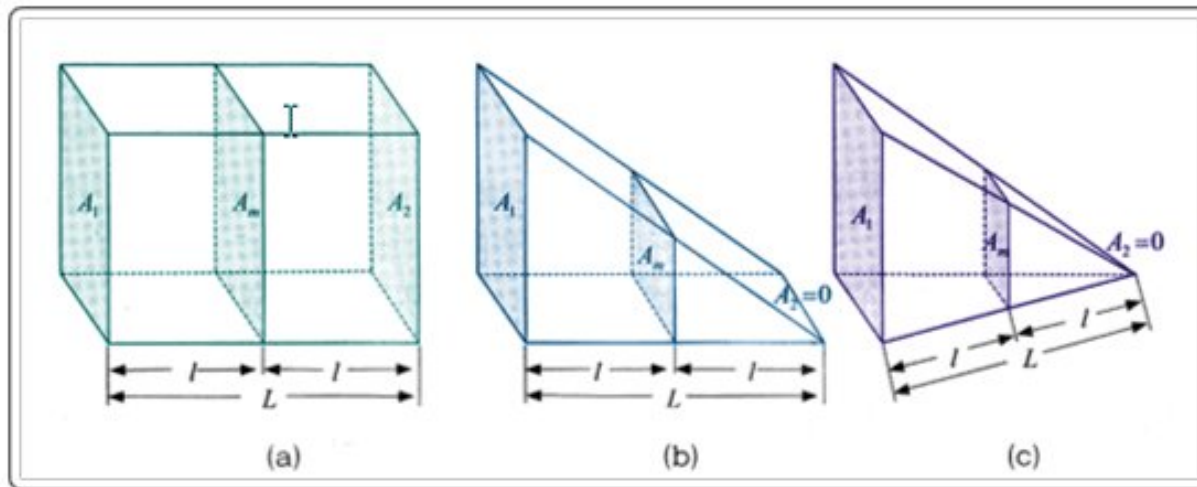 A₁ Aₘ A₂
l l
L
(a)
A₁ Aₘ A₂=0
l l
L
(b)
A₁ Aₘ A₂=0
l l
L
(c)